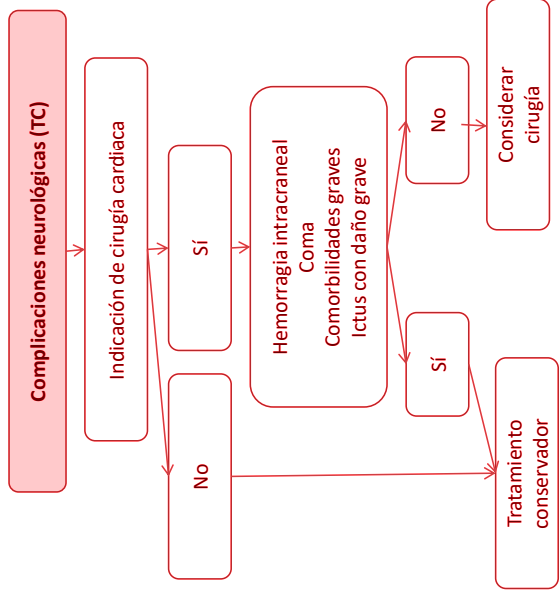 Complicaciones neurológicas (TC)
Indicación de cirugía cardiaca
No
Sí
Hemorragia intracraneal
Coma
Comorbilidades graves
Ictus con daño grave
Sí
No
Tratamiento
conservador
Considerar
cirugía